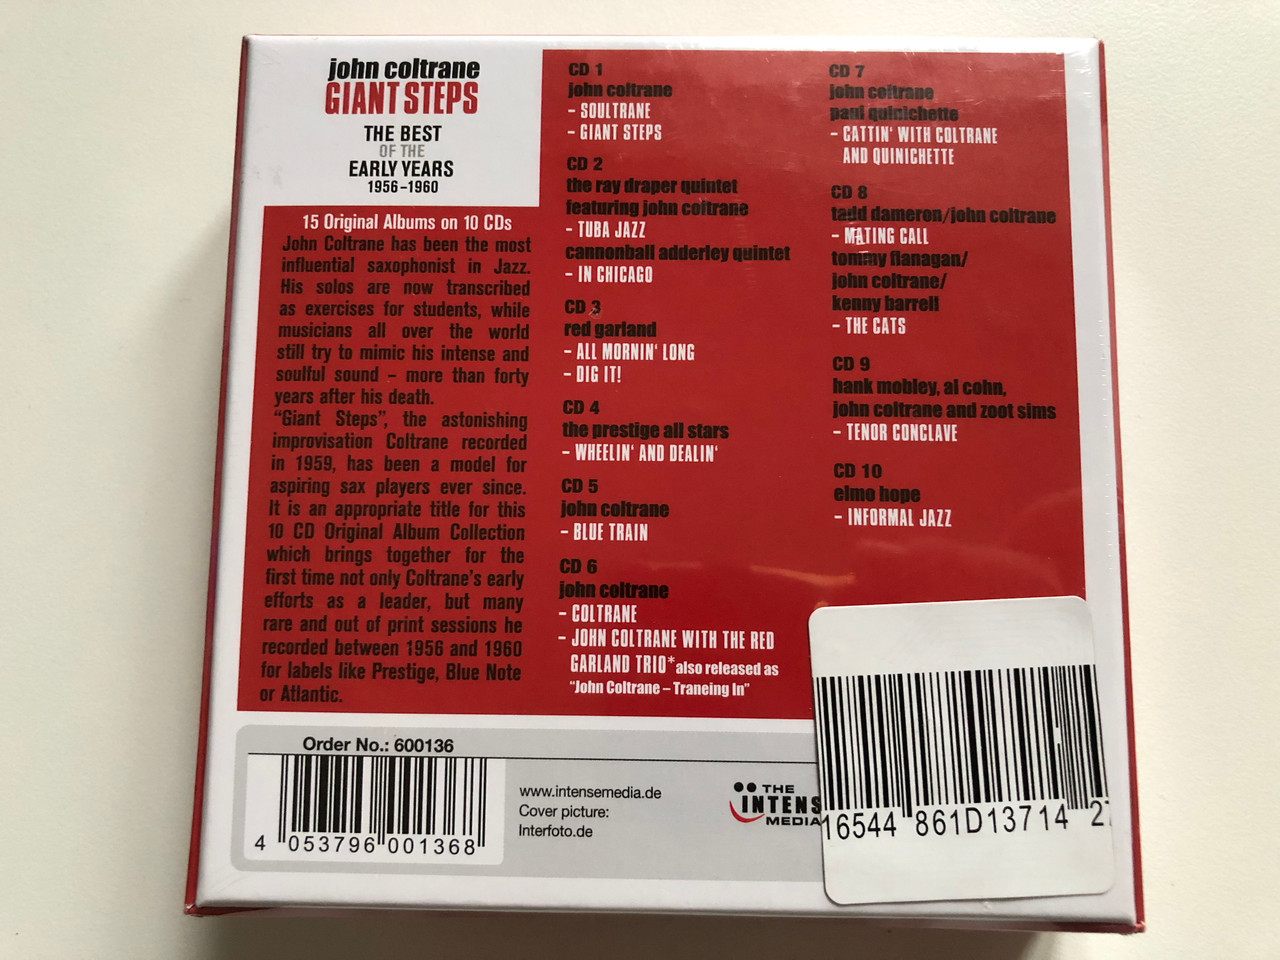 john coltrane
GIANT STEPS
THE BEST
OF THE
EARLY YEARS
1956-1960
15 Original Albums on 10 CDs
John Coltrane has been the most
influential saxophonist in Jazz.
His solos are now transcribed
as exercises for students, while
musicians all over the world
still try to mimic his intense and
soulful sound – more than forty
years after his death.
“Giant Steps”, the astonishing
improvisation Coltrane recorded
in 1959, has been a model for
aspiring sax players ever since.
It is an appropriate title for this
10 CD Original Album Collection
which brings together for the
first time not only Coltrane's early
efforts as a leader, but many
rare and out of print sessions he
recorded between 1956 and 1960
for labels like Prestige, Blue Note
or Atlantic.
CD 1
john coltrane
– SOULTRANE
– GIANT STEPS
CD 2
the ray draper quintet
featuring john coltrane
– TUBA JAZZ
cannonball adderley quintet
– IN CHICAGO
CD 3
red garland
– ALL MORNIN‘ LONG
– DIG IT!
CD 4
the prestige all stars
– WHEELIN‘ AND DEALIN‘
CD 5
john coltrane
– BLUE TRAIN
CD 6
john coltrane
– COLTRANE
– JOHN COLTRANE WITH THE RED
GARLAND TRIO* also released as
“John Coltrane – Traneing In”
CD 7
john coltrane
paul quinichette
– CATTIN‘ WITH COLTRANE
AND QUINICHETTE
CD 8
tadd dameron/john coltrane
– MATING CALL
tommy flanagan/
john coltrane/
kenny barrell
– THE CATS
CD 9
hank mobley, al cohn,
john coltrane and zoot sims
– TENOR CONCLAVE
CD 10
elmo hope
– INFORMAL JAZZ
Order No.: 600136
4 053796 001368
www.intensemedia.de
Cover picture:
Interfoto.de
THE
INTENS
MEDIA
16544 861D13714 27